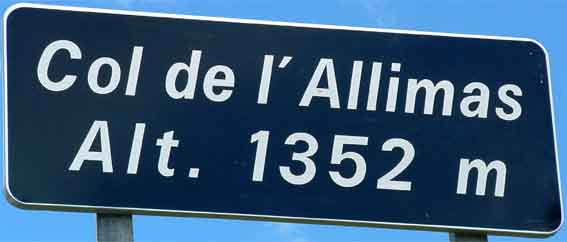 Col de l'Allimas
Alt. 1352 m